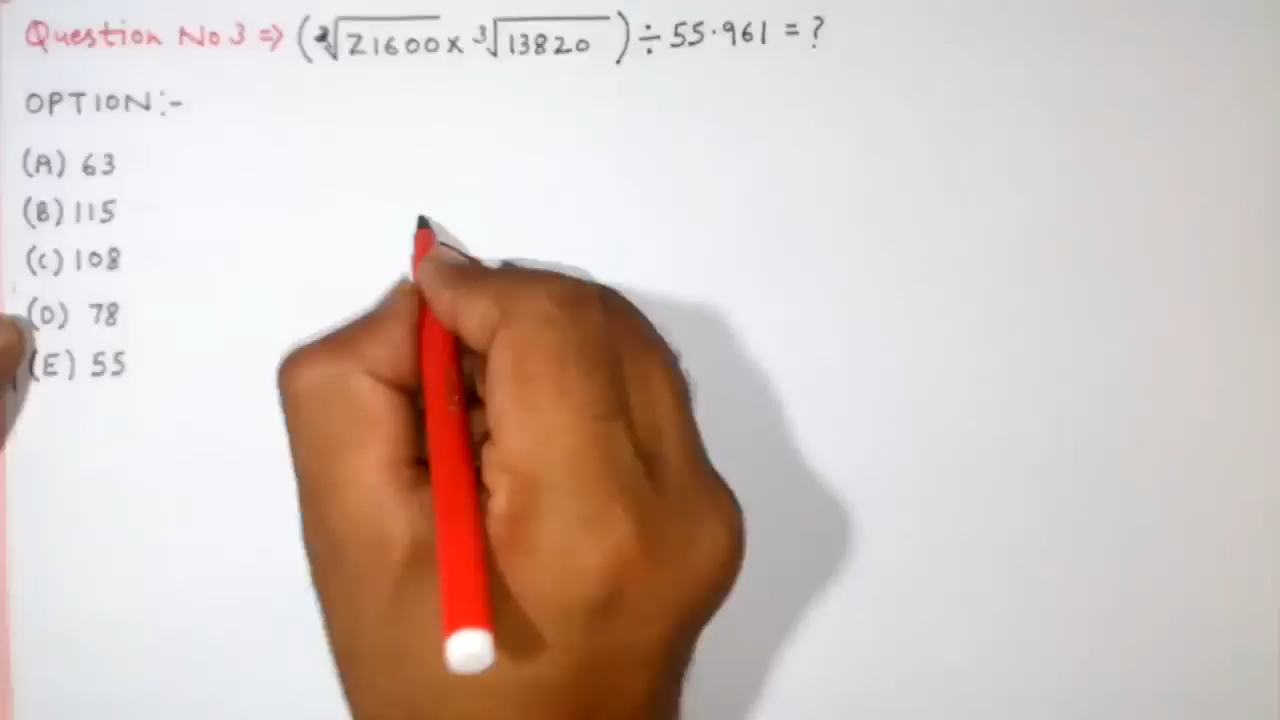 Question No 3 ⇒ (∛21600 x ∛13820) ÷ 55.961 = ?
OPTION:-
(A) 63
(B) 115
(C) 108
(D) 78
(E) 55